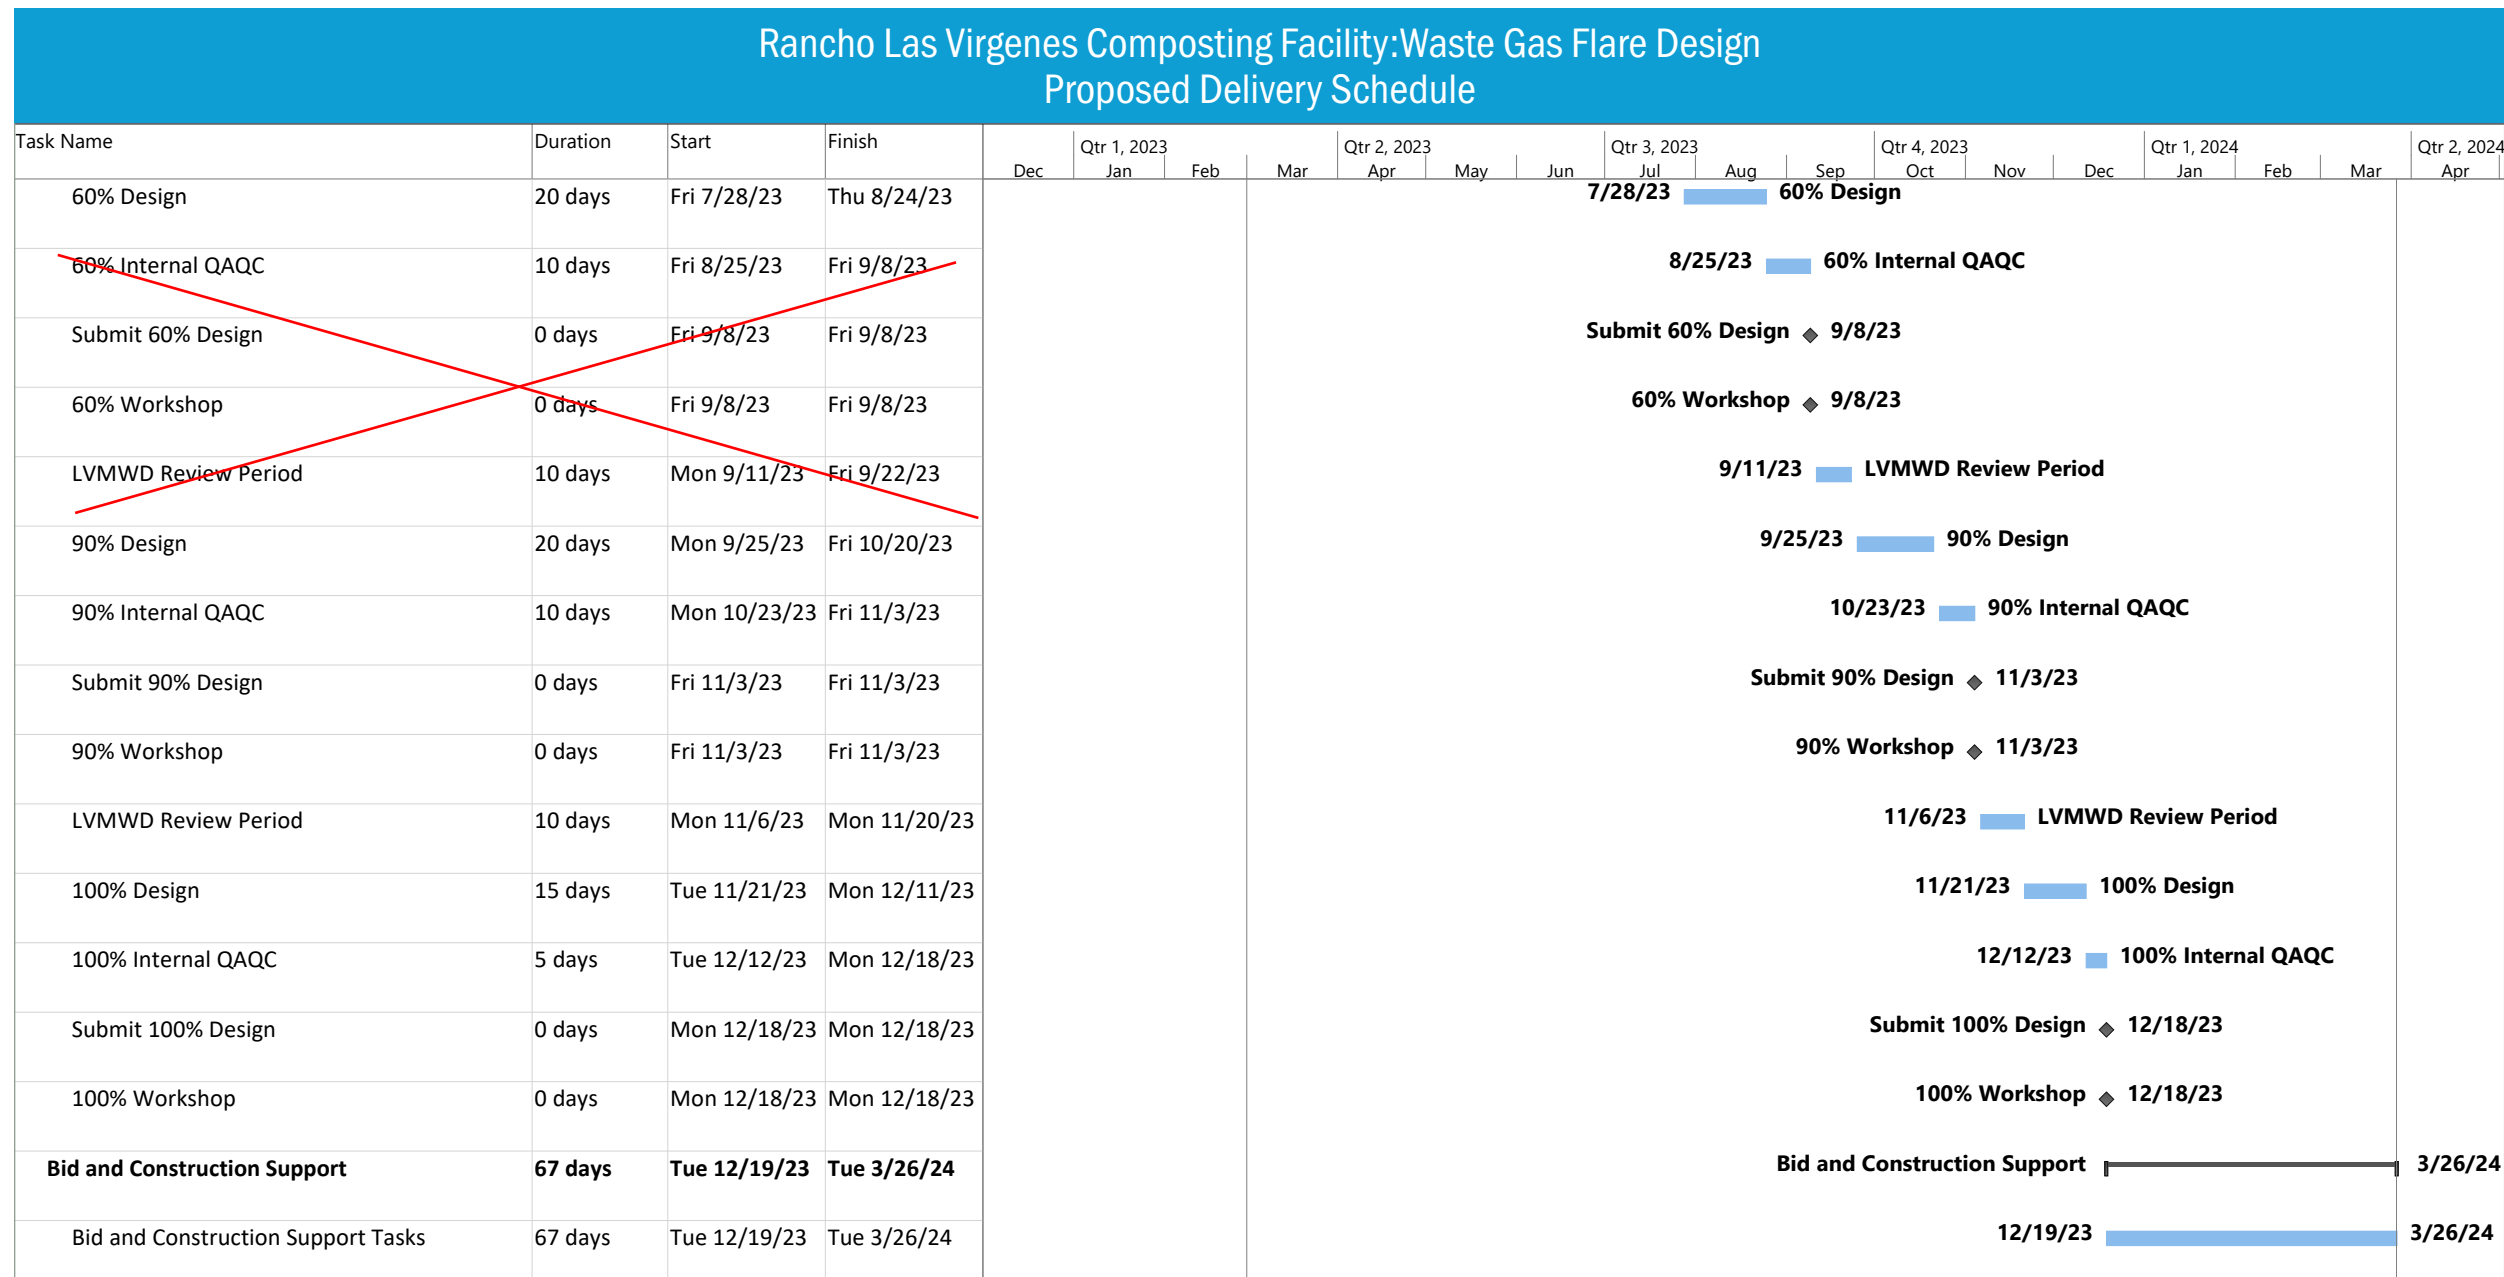 Rancho Las Virgenes Composting Facility:Waste Gas Flare Design
Proposed Delivery Schedule
Task Name Duration Start Finish
Qtr 1, 2023 Qtr 2, 2023 Qtr 3, 2023 Qtr 4, 2023 Qtr 1, 2024 Qtr 2, 2024
Dec Jan Feb Mar Apr May Jun Jul Aug Sep Oct Nov Dec Jan Feb Mar Apr
60% Design 20 days Fri 7/28/23 Thu 8/24/23 7/28/23 60% Design
60% Internal QAQC 10 days Fri 8/25/23 Fri 9/8/23 8/25/23 60% Internal QAQC
Submit 60% Design 0 days Fri 9/8/23 Fri 9/8/23 Submit 60% Design 9/8/23
60% Workshop 0 days Fri 9/8/23 Fri 9/8/23 60% Workshop 9/8/23
LVMWD Review Period 10 days Mon 9/11/23 Fri 9/22/23 9/11/23 LVMWD Review Period
90% Design 20 days Mon 9/25/23 Fri 10/20/23 9/25/23 90% Design
90% Internal QAQC 10 days Mon 10/23/23 Fri 11/3/23 10/23/23 90% Internal QAQC
Submit 90% Design 0 days Fri 11/3/23 Fri 11/3/23 Submit 90% Design 11/3/23
90% Workshop 0 days Fri 11/3/23 Fri 11/3/23 90% Workshop 11/3/23
LVMWD Review Period 10 days Mon 11/6/23 Mon 11/20/23 11/6/23 LVMWD Review Period
100% Design 15 days Tue 11/21/23 Mon 12/11/23 11/21/23 100% Design
100% Internal QAQC 5 days Tue 12/12/23 Mon 12/18/23 12/12/23 100% Internal QAQC
Submit 100% Design 0 days Mon 12/18/23 Mon 12/18/23 Submit 100% Design 12/18/23
100% Workshop 0 days Mon 12/18/23 Mon 12/18/23 100% Workshop 12/18/23
Bid and Construction Support 67 days Tue 12/19/23 Tue 3/26/24 Bid and Construction Support 3/26/24
Bid and Construction Support Tasks 67 days Tue 12/19/23 Tue 3/26/24 12/19/23 3/26/24